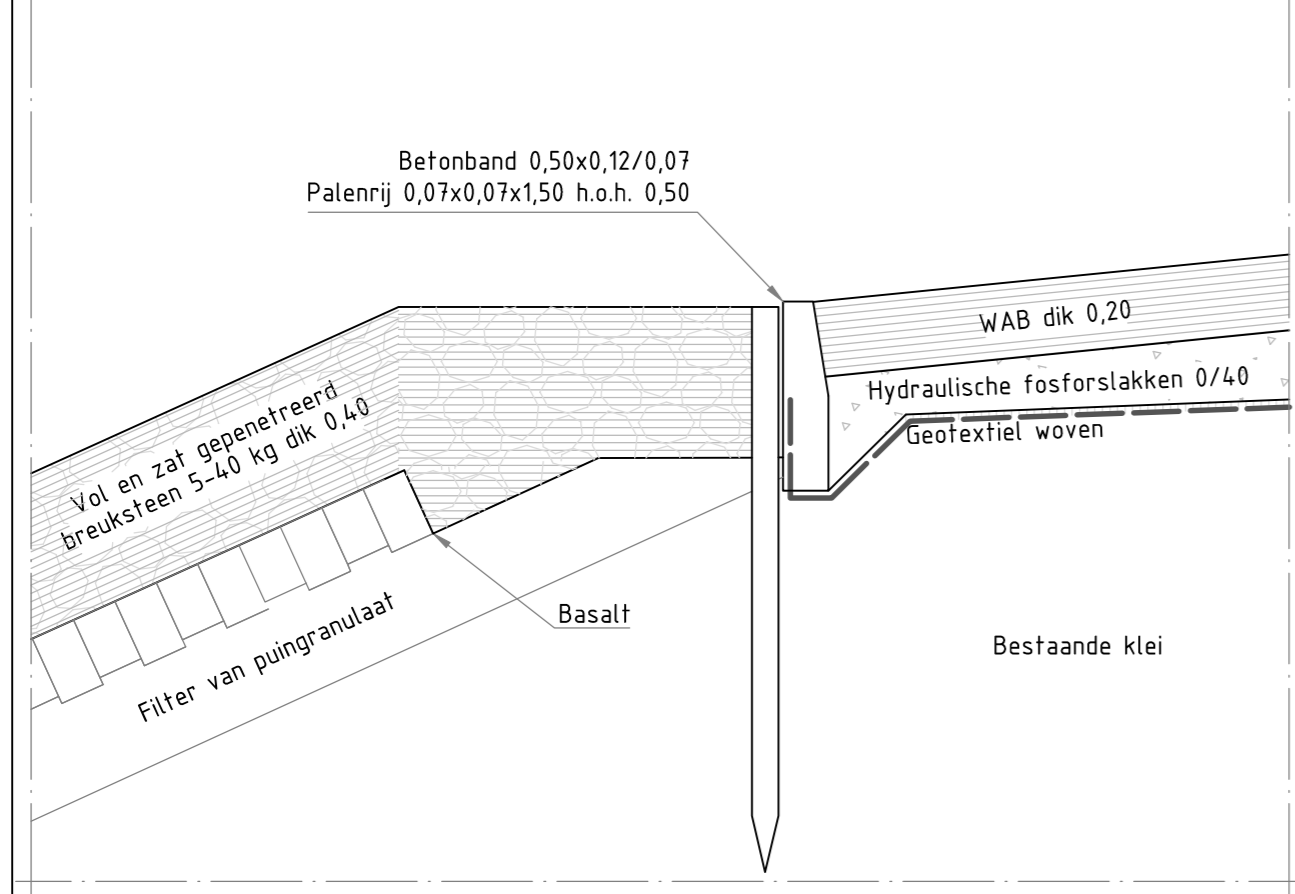 Betonband 0,50x0,12/0,07
Palenrij 0,07x0,07x1,50 h.o.h. 0,50
WAB dik 0,20
Hydraulische fosforslakken 0/40
Geotextiel woven
Vol en zat gepenetreerd
breuksteen 5-40 kg dik 0,40
Basalt
Filter van puingranulaat
Bestaande klei